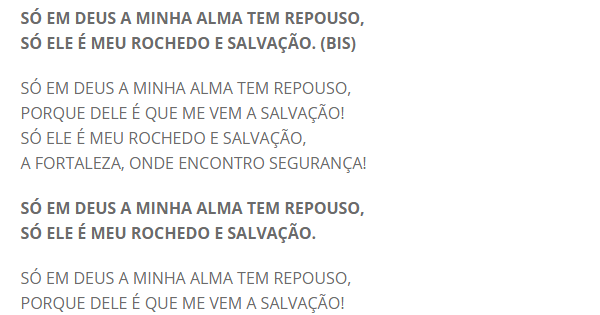 SÓ EM DEUS A MINHA ALMA TEM REPOUSO,
SÓ ELE É MEU ROCHEDO E SALVAÇÃO. (BIS)
SÓ EM DEUS A MINHA ALMA TEM REPOUSO,
PORQUE DELE É QUE ME VEM A SALVAÇÃO!
SÓ ELE É MEU ROCHEDO E SALVAÇÃO,
A FORTALEZA, ONDE ENCONTRO SEGURANÇA!
SÓ EM DEUS A MINHA ALMA TEM REPOUSO,
SÓ ELE É MEU ROCHEDO E SALVAÇÃO.
SÓ EM DEUS A MINHA ALMA TEM REPOUSO,
PORQUE DELE É QUE ME VEM A SALVAÇÃO!